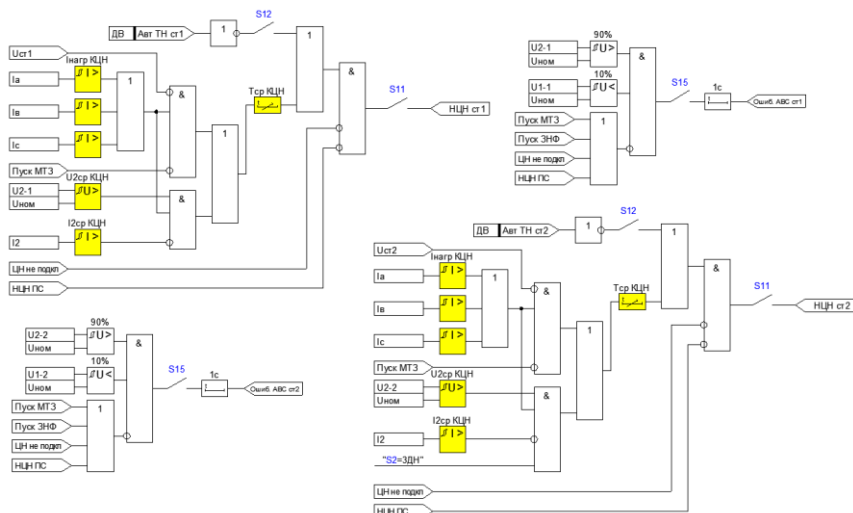 S12
ДВ Авт ТН ст1
1
1
Uст1
Iнагр КЦН
Ia
I >
1
&
Tср КЦН
&
S11
НЦН ст1
Iв
I >
Ic
I >
1
Пуск МТЗ
U2ср КЦН
U2-1
Uном
U>
&
I2ср КЦН
I2
I >
ЦН не подкл
НЦН ПС
90%
U2-1
Uном
U>
&
10%
U1-1
Uном
U<
S15
1с
Ошиб. АВС ст1
Пуск МТЗ
1
Пуск ЗНФ
ЦН не подкл
НЦН ПС
S12
ДВ Авт ТН ст2
1
1
Uст2
Iнагр КЦН
Ia
I >
1
&
Tср КЦН
&
S11
НЦН ст2
Iв
I >
Ic
I >
1
Пуск МТЗ
U2ср КЦН
U2-2
Uном
U>
&
I2ср КЦН
I2
I >
"S2=3ДН"
ЦН не подкл
НЦН ПС
90%
U2-2
Uном
U>
&
10%
U1-2
Uном
U<
S15
1с
Ошиб. АВС ст2
Пуск МТЗ
1
Пуск ЗНФ
ЦН не подкл
НЦН ПС